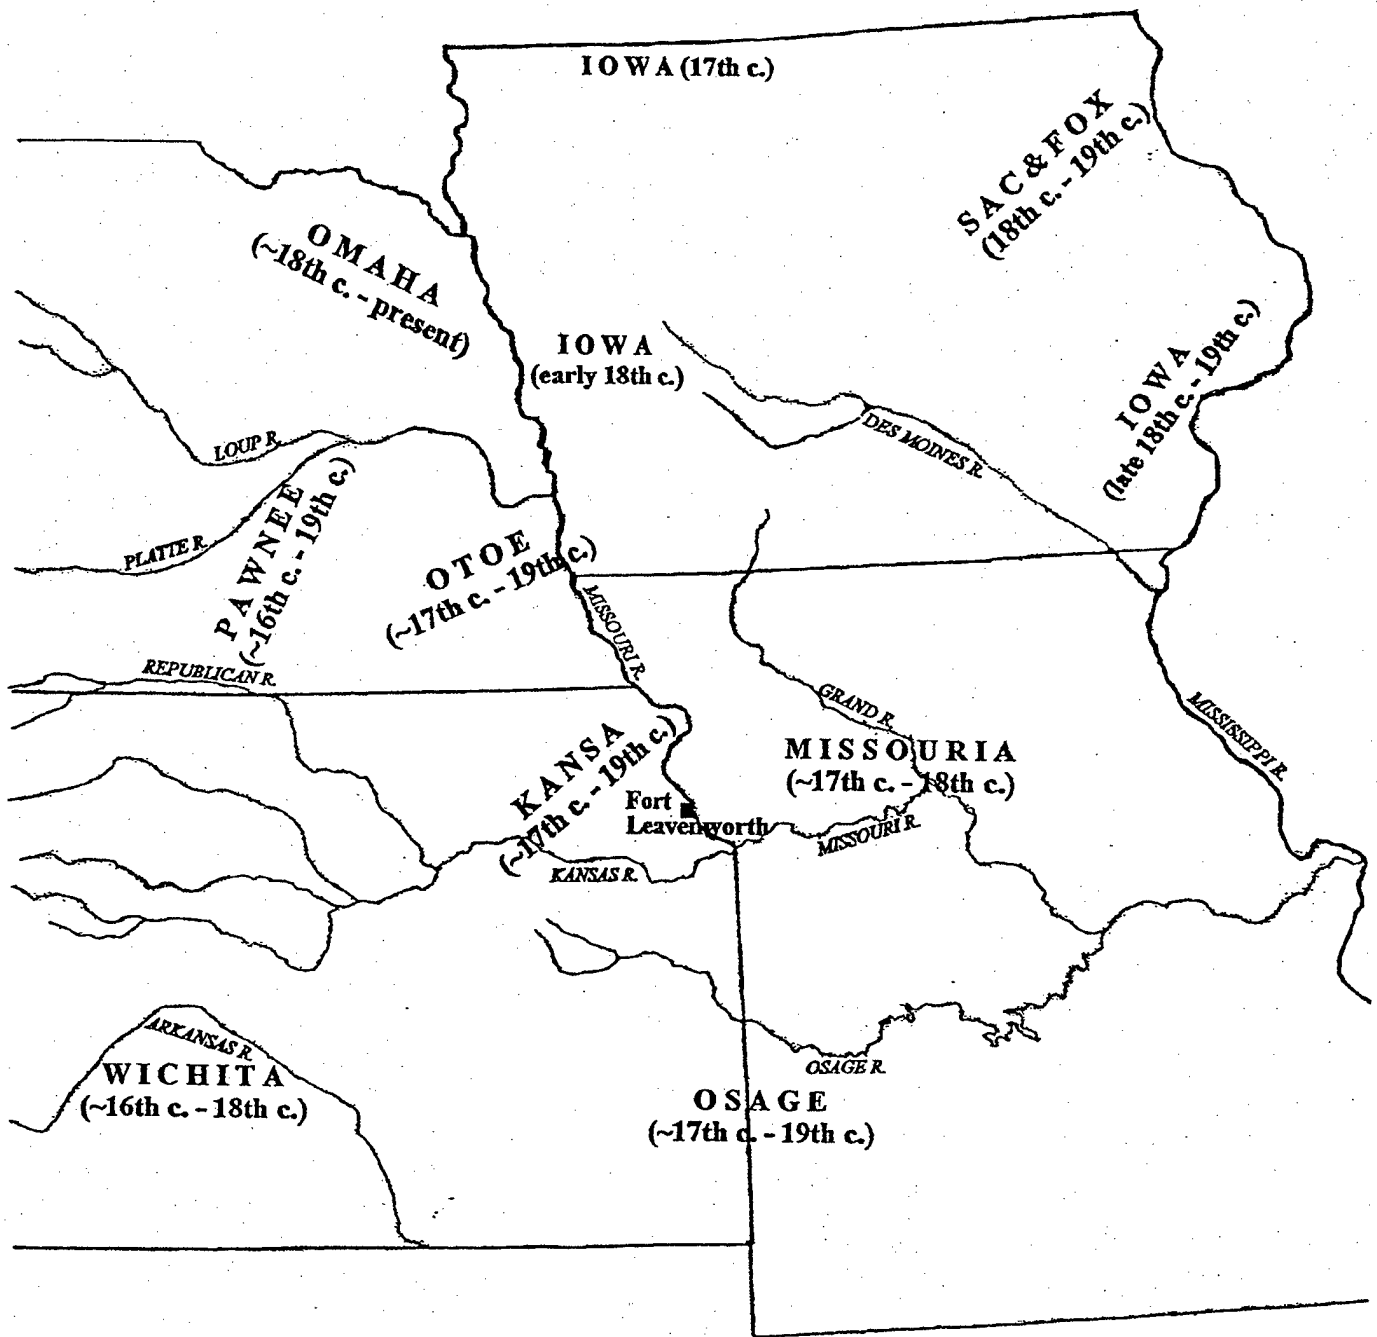 IOWA (17th c.)
SAC & FOX
(18th c. - 19th c.)
OMAHA
(~18th c. - present)
IOWA
(early 18th c.)
IOWA
(late 18th c. - 19th c.)
LOUP R.
DES MOINES R.
PLATTE R.
PAWNEE
(~16th c. - 19th c.)
OTOE
(~17th c. - 19th c.)
MISSOURI R.
REPUBLICAN R.
GRAND R.
MISSISSIPPI R.
KANSA
(~17th c. - 19th c.)
MISSOURIA
(~17th c. - 18th c.)
Fort
Leavenworth
MISSOURI R.
KANSAS R.
ARKANSAS R.
WICHITA
(~16th c. - 18th c.)
OSAGE R.
OSAGE
(~17th c. - 19th c.)